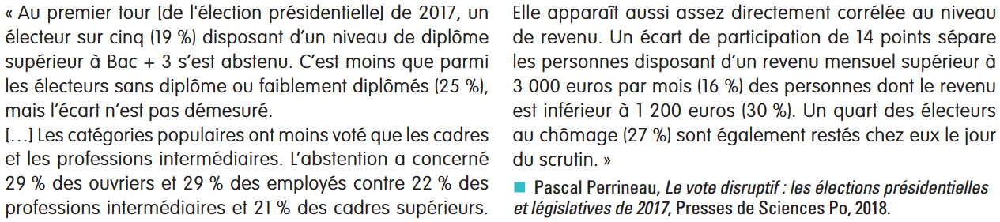 « Au premier tour [de l'élection présidentielle] de 2017, un
électeur sur cinq (19 %) disposant d’un niveau de diplôme
supérieur à Bac + 3 s’est abstenu. C’est moins que parmi
les électeurs sans diplôme ou faiblement diplômés (25 %),
mais l’écart n’est pas démesuré.
[…] Les catégories populaires ont moins voté que les cadres
et les professions intermédiaires. L’abstention a concerné
29 % des ouvriers et 29 % des employés contre 22 % des
professions intermédiaires et 21 % des cadres supérieurs.
Elle apparaît aussi assez directement corrélée au niveau
de revenu. Un écart de participation de 14 points sépare
les personnes disposant d’un revenu mensuel supérieur à
3 000 euros par mois (16 %) des personnes dont le revenu
est inférieur à 1 200 euros (30 %). Un quart des électeurs
au chômage (27 %) sont également restés chez eux le jour
du scrutin. »
■ Pascal Perrineau, Le vote disruptif : les élections présidentielles
et législatives de 2017, Presses de Sciences Po, 2018.